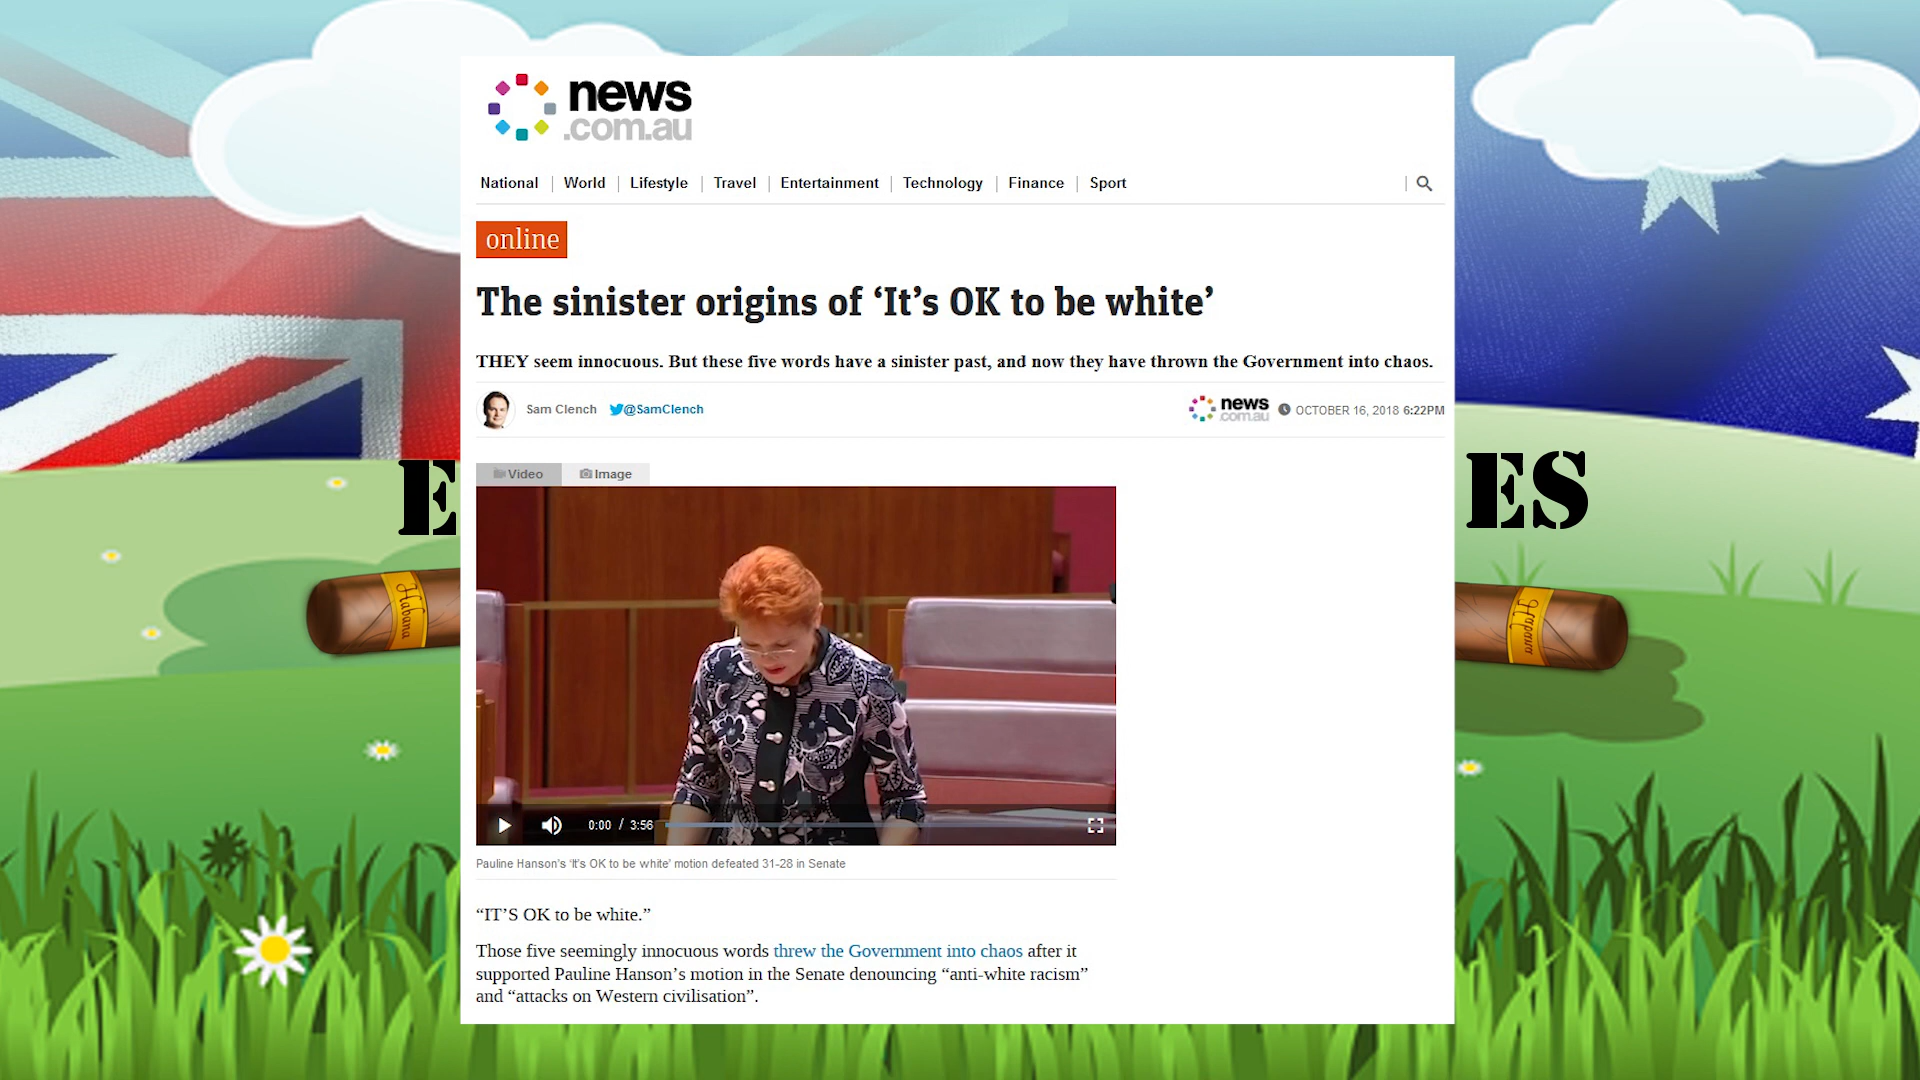 news
.com.au
National World Lifestyle Travel Entertainment Technology Finance Sport
online
The sinister origins of ‘It’s OK to be white’
THEY seem innocuous. But these five words have a sinister past, and now they have thrown the Government into chaos.
Sam Clench @SamClench news .com.au OCTOBER 16, 2018 6:22PM
Video Image
E ES
Habana Habana
0:00 / 3:56
Pauline Hanson's 'It's OK to be white' motion defeated 31-28 in Senate
“IT’S OK to be white.”
Those five seemingly innocuous words threw the Government into chaos after it
supported Pauline Hanson’s motion in the Senate denouncing “anti-white racism”
and “attacks on Western civilisation”.